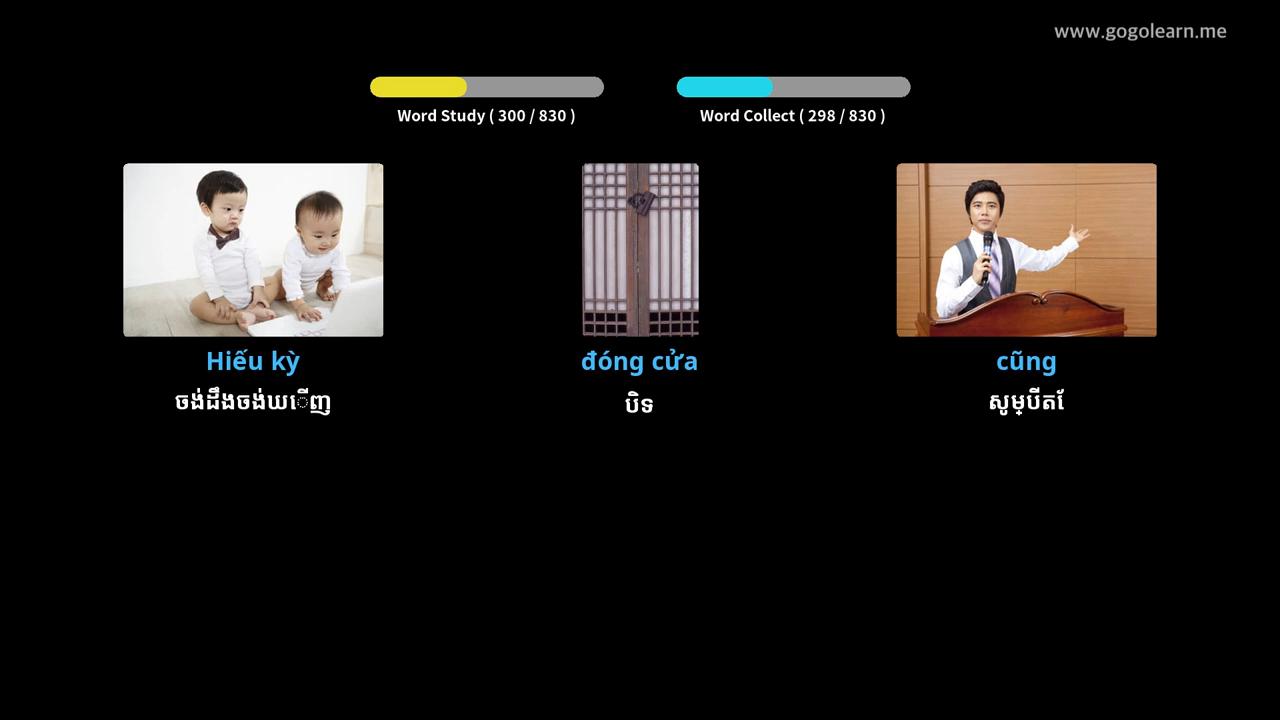 www.gogolearn.me
Word Study ( 300 / 830 )
Word Collect ( 298 / 830 )
Hiếu kỳ
đóng cửa
cũng
ចង់ដឹងចង់ឃើញ
បិទ
សូម្បីតែ